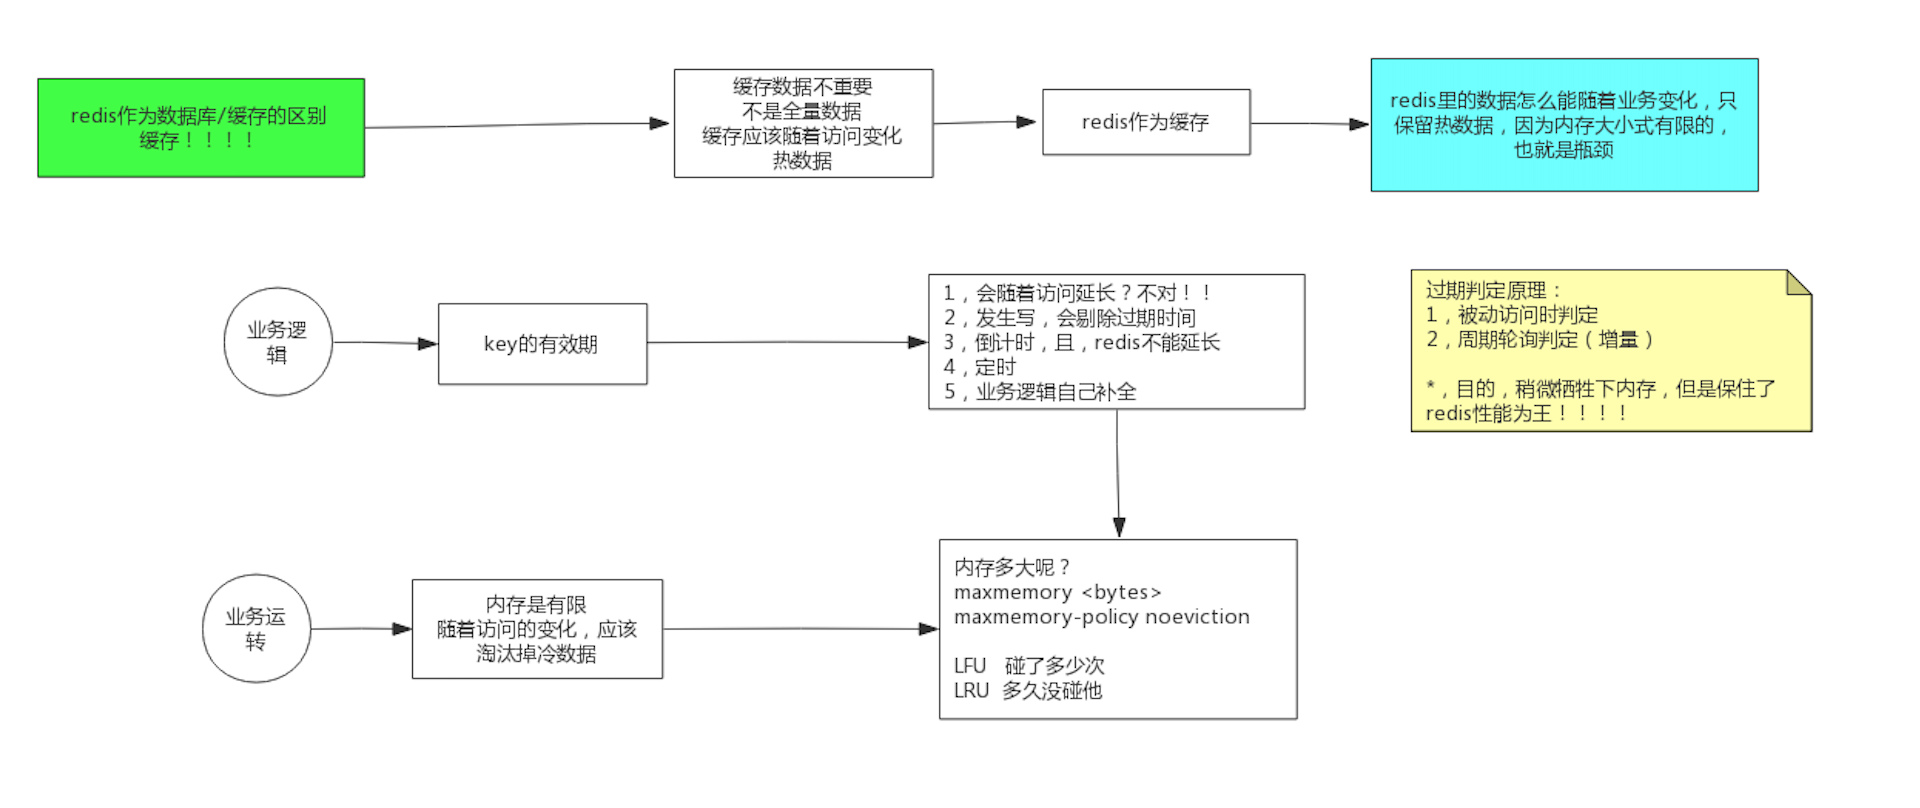 redis作为数据库/缓存的区别
缓存！！！！
缓存数据不重要
不是全量数据
缓存应该随着访问变化
热数据
redis作为缓存
redis里的数据怎么能随着业务变化，只
保留热数据，因为内存大小式有限的，
也就是瓶颈
业务逻
辑
key的有效期
1，会随着访问延长？不对！！
2，发生写，会剔除过期时间
3，倒计时，且，redis不能延长
4，定时
5，业务逻辑自己补全
过期判定原理：
1，被动访问时判定
2，周期轮询判定（增量）
*，目的，稍微牺牲下内存，但是保住了
redis性能为王！！！！
业务运
转
内存是有限
随着访问的变化，应该
淘汰掉冷数据
内存多大呢？
maxmemory <bytes>
maxmemory-policy noeviction
LFU 碰了多少次
LRU 多久没碰他